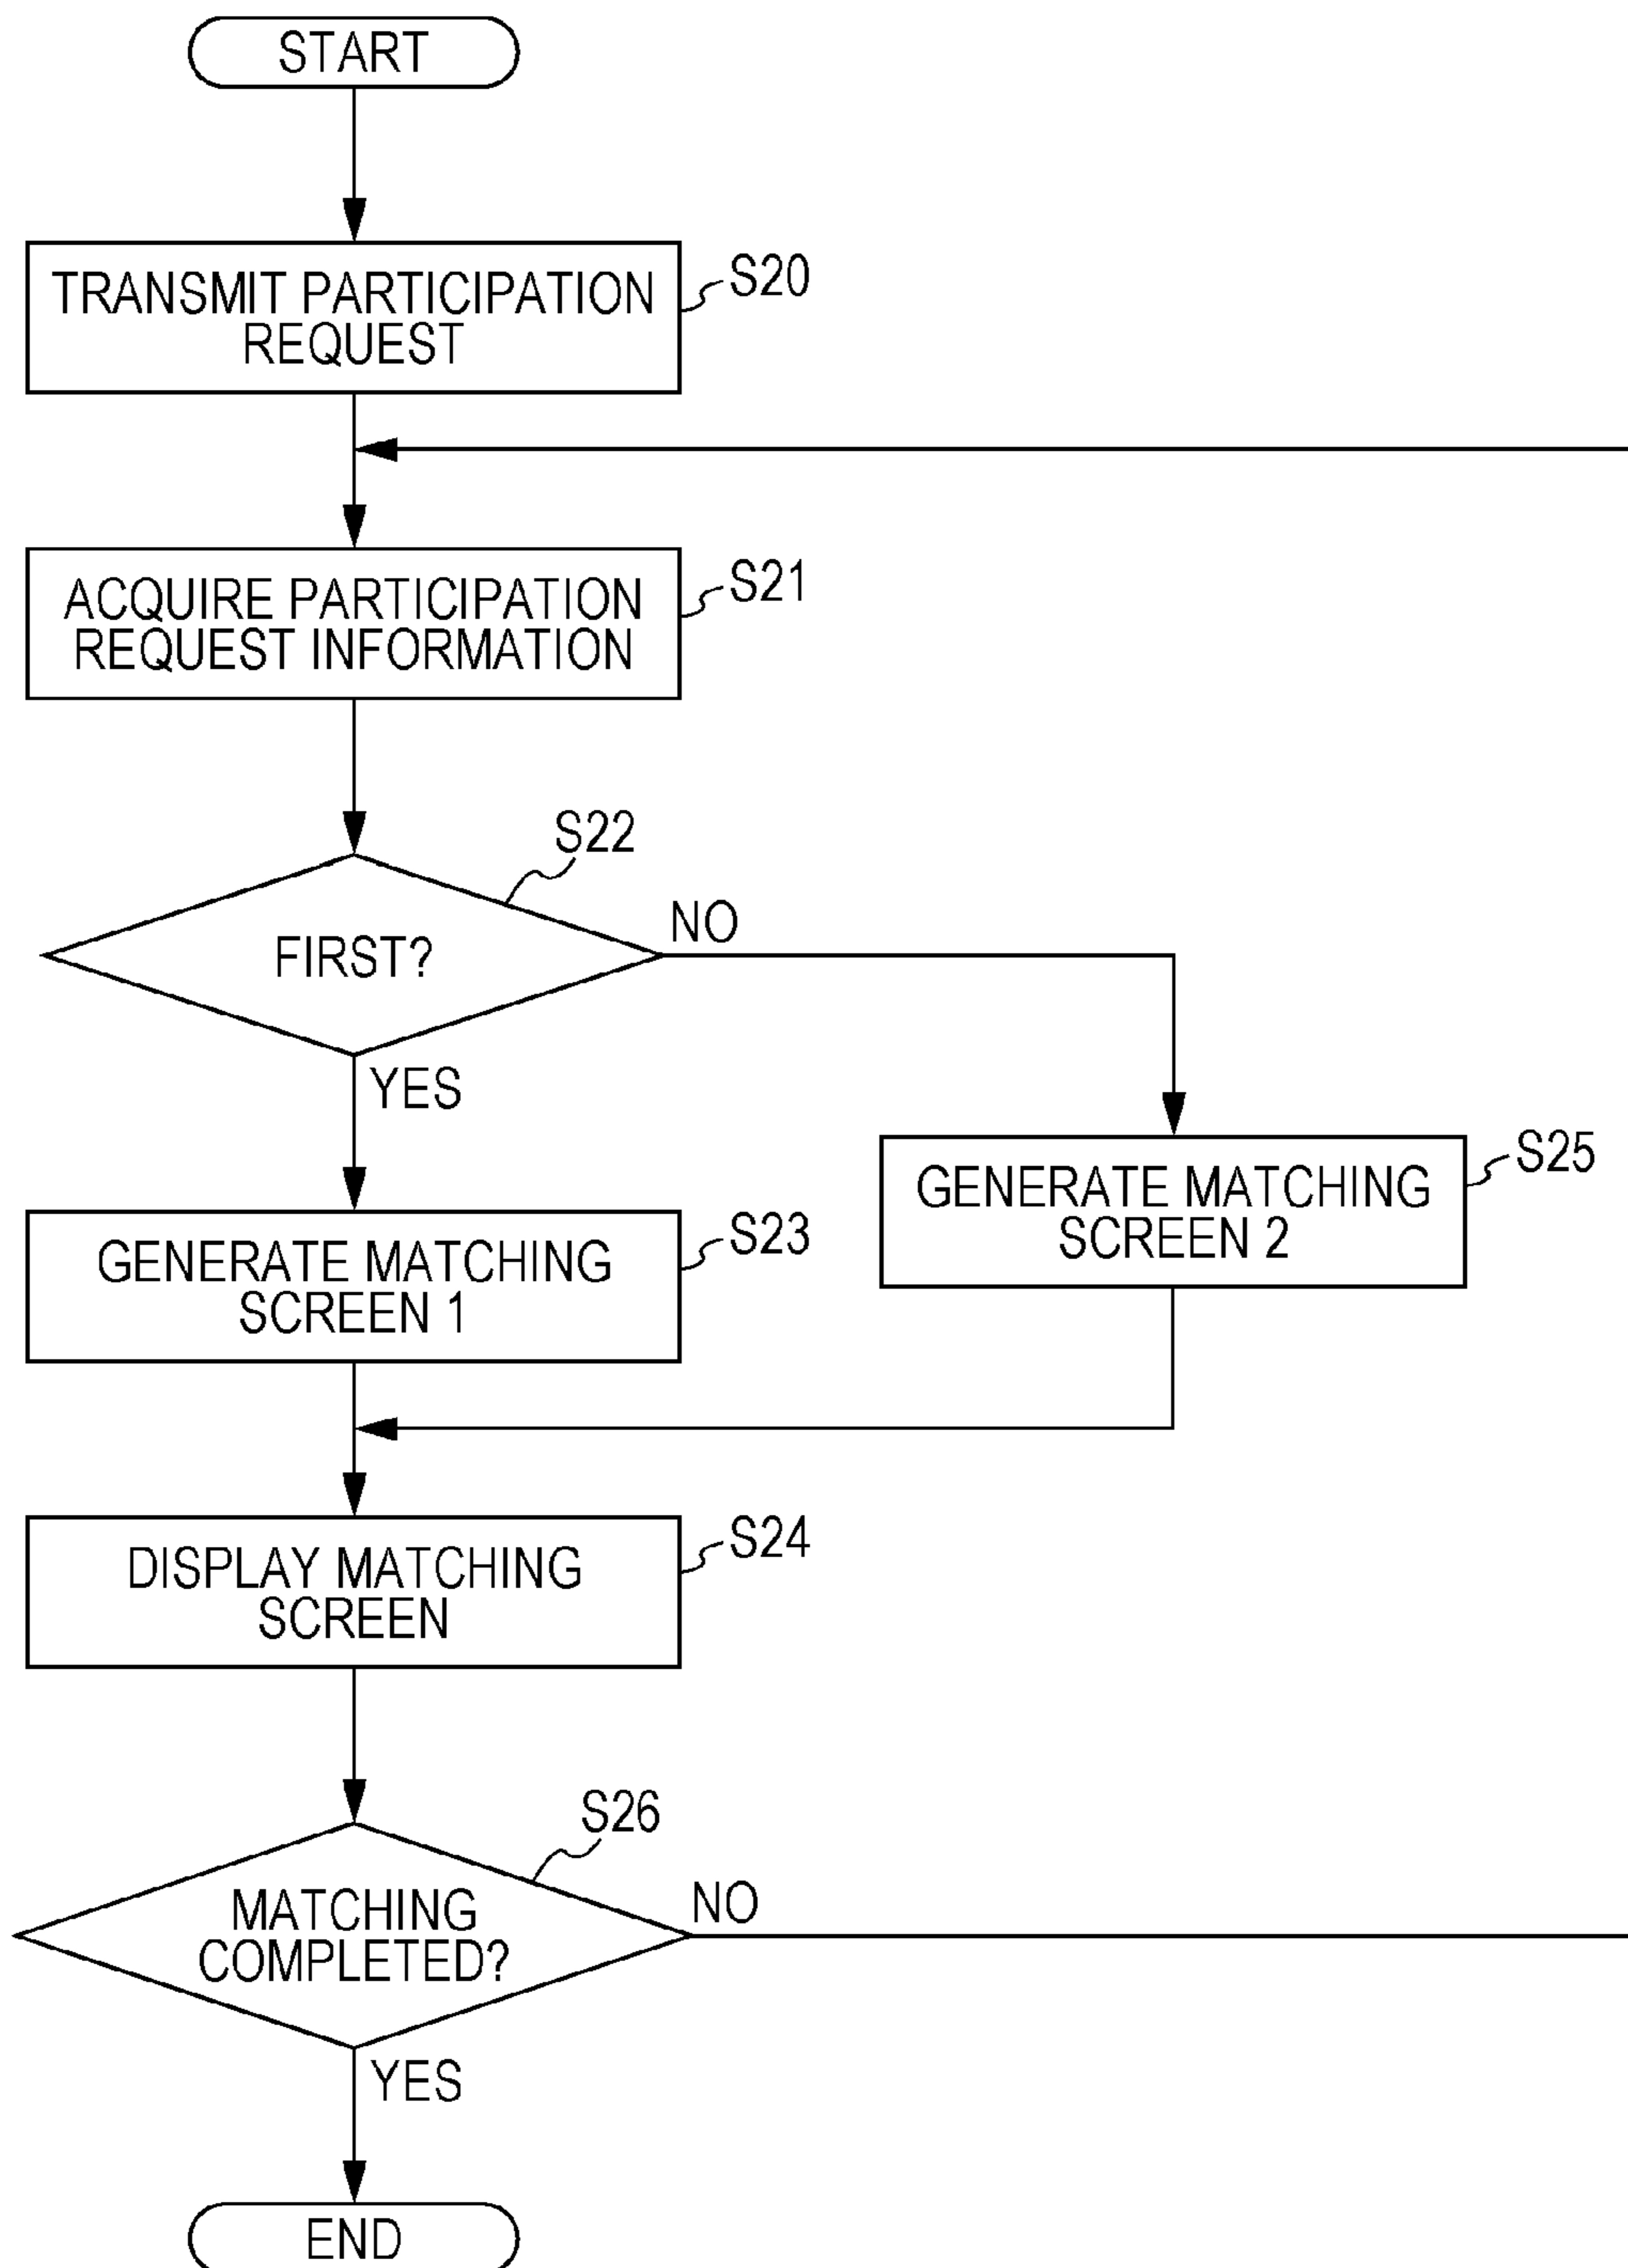 START
TRANSMIT PARTICIPATION
REQUEST
S20
ACQUIRE PARTICIPATION
REQUEST INFORMATION
S21
S22
FIRST?
NO
YES
GENERATE MATCHING
SCREEN 2
S25
GENERATE MATCHING
SCREEN 1
S23
DISPLAY MATCHING
SCREEN
S24
S26
MATCHING
COMPLETED?
NO
YES
END